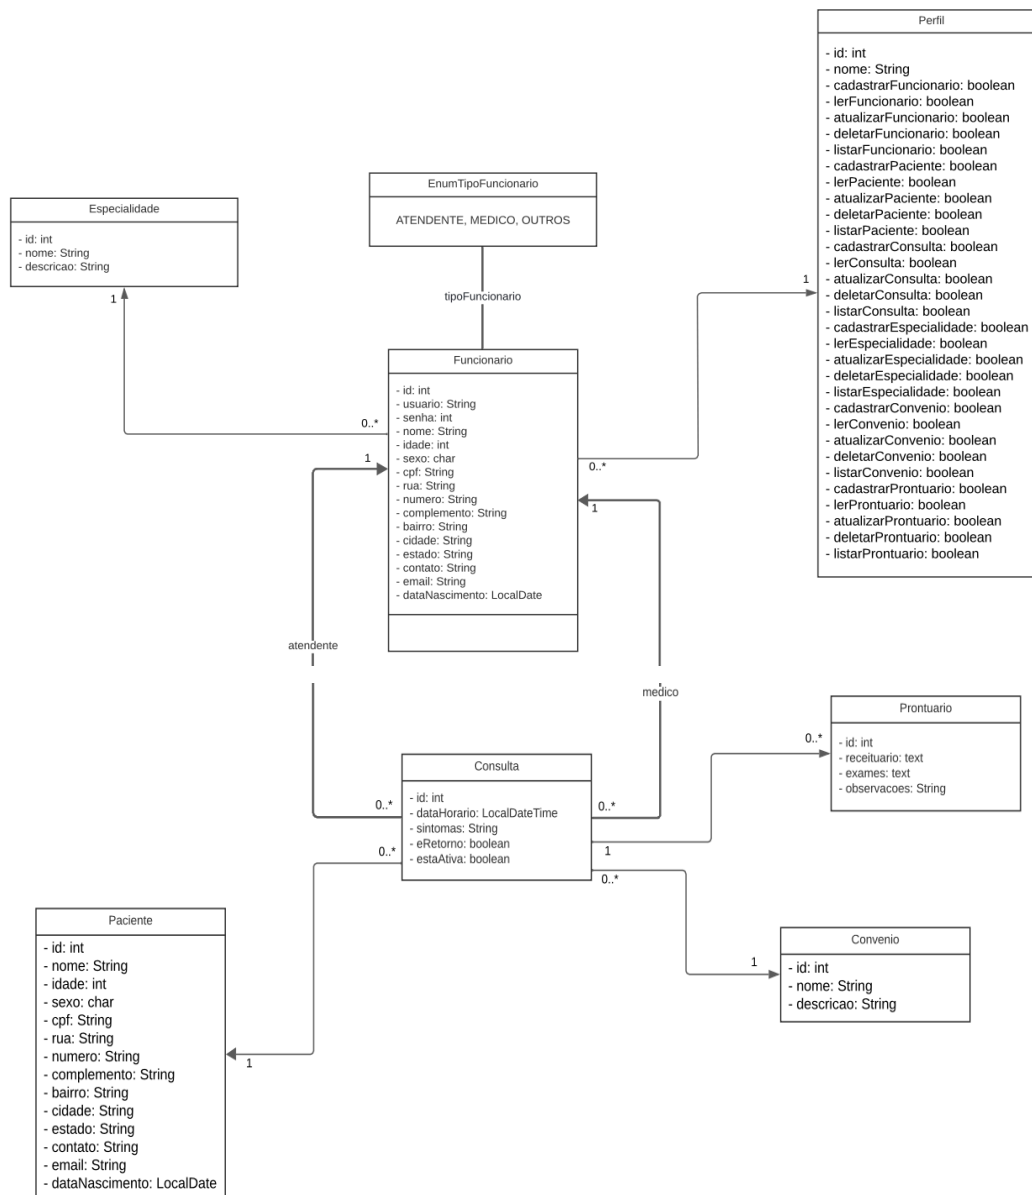 Perfil
- id: int
- nome: String
- cadastrarFuncionario: boolean
- lerFuncionario: boolean
- atualizarFuncionario: boolean
- deletarFuncionario: boolean
- listarFuncionario: boolean
- cadastrarPaciente: boolean
- lerPaciente: boolean
- atualizarPaciente: boolean
- deletarPaciente: boolean
- listarPaciente: boolean
- cadastrarConsulta: boolean
- lerConsulta: boolean
- atualizarConsulta: boolean
- deletarConsulta: boolean
- listarConsulta: boolean
- cadastrarEspecialidade: boolean
- lerEspecialidade: boolean
- atualizarEspecialidade: boolean
- deletarEspecialidade: boolean
- listarEspecialidade: boolean
- cadastrarConvenio: boolean
- lerConvenio: boolean
- atualizarConvenio: boolean
- deletarConvenio: boolean
- listarConvenio: boolean
- cadastrarProntuario: boolean
- lerProntuario: boolean
- atualizarProntuario: boolean
- deletarProntuario: boolean
- listarProntuario: boolean
EnumTipoFuncionario
ATENDENTE, MEDICO, OUTROS
Especialidade
- id: int
- nome: String
- descricao: String
1
1
tipoFuncionario
Funcionario
- id: int
- usuario: String
- senha: int
- nome: String
- idade: int
- sexo: char
- cpf: String
- rua: String
- numero: String
- complemento: String
- bairro: String
- cidade: String
- estado: String
- contato: String
- email: String
- dataNascimento: LocalDate
0..*
1
0..*
1
atendente
medico
Prontuario
- id: int
- receituario: text
- exames: text
- observacoes: String
0..*
Consulta
- id: int
- dataHorario: LocalDateTime
- sintomas: String
- eRetorno: boolean
- estaAtiva: boolean
0..*
0..*
0..*
1
0..*
Paciente
- id: int
- nome: String
- idade: int
- sexo: char
- cpf: String
- rua: String
- numero: String
- complemento: String
- bairro: String
- cidade: String
- estado: String
- contato: String
- email: String
- dataNascimento: LocalDate
1
Convenio
- id: int
- nome: String
- descricao: String
1